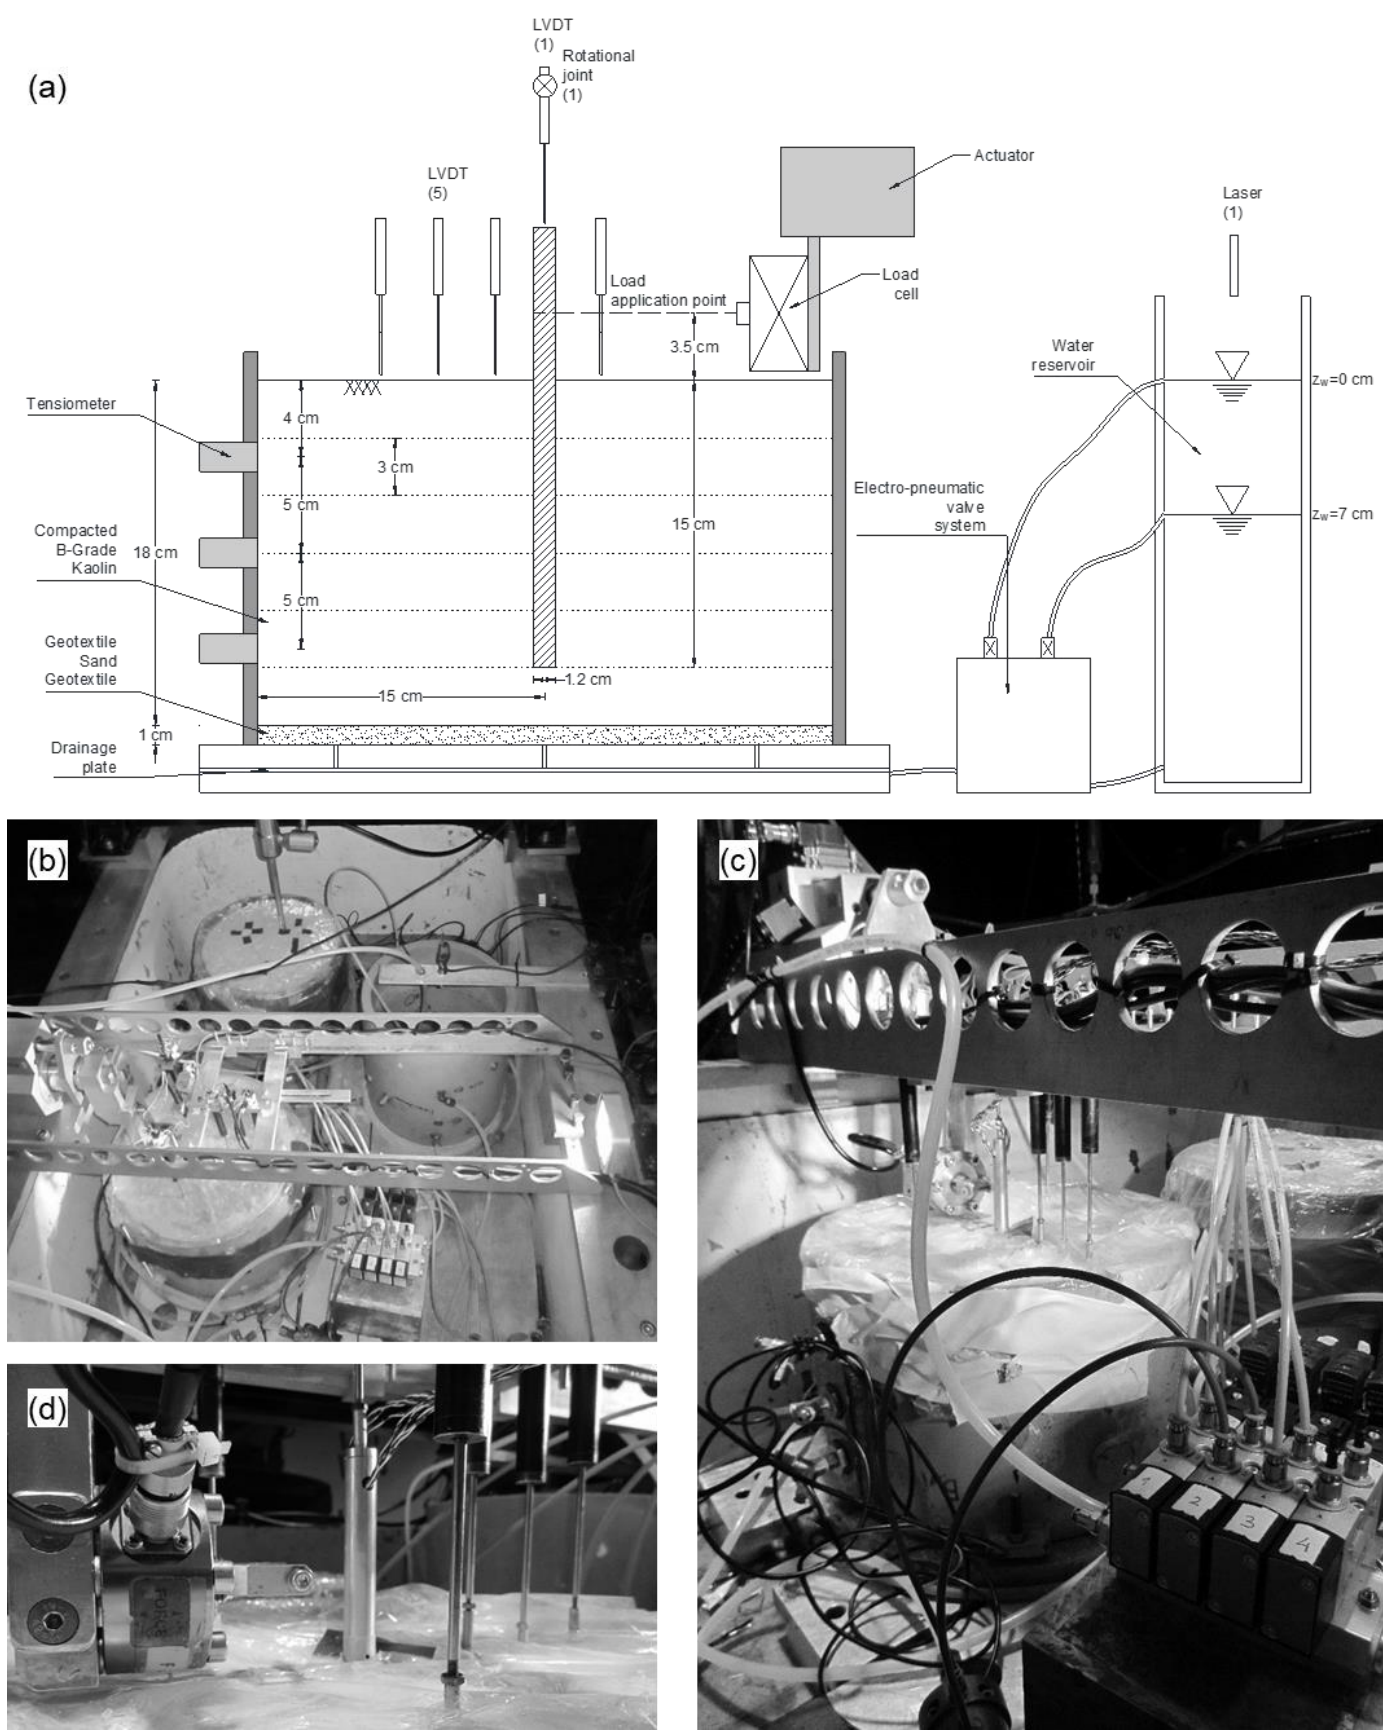 (a)
LVDT
(1)
Rotational
joint
(1)
LVDT
(5)
Actuator
Laser
(1)
Load
application point
Load
cell
3.5 cm
Water
reservoir
zw=0 cm
Tensiometer
4 cm
3 cm
5 cm
Electro-pneumatic
valve
system
zw=7 cm
15 cm
Compacted
B-Grade
Kaolin
18 cm
5 cm
Geotextile
Sand
Geotextile
1.2 cm
15 cm
1 cm
Drainage
plate
(b)
(c)
(d)
FORCE
1
2
3
4